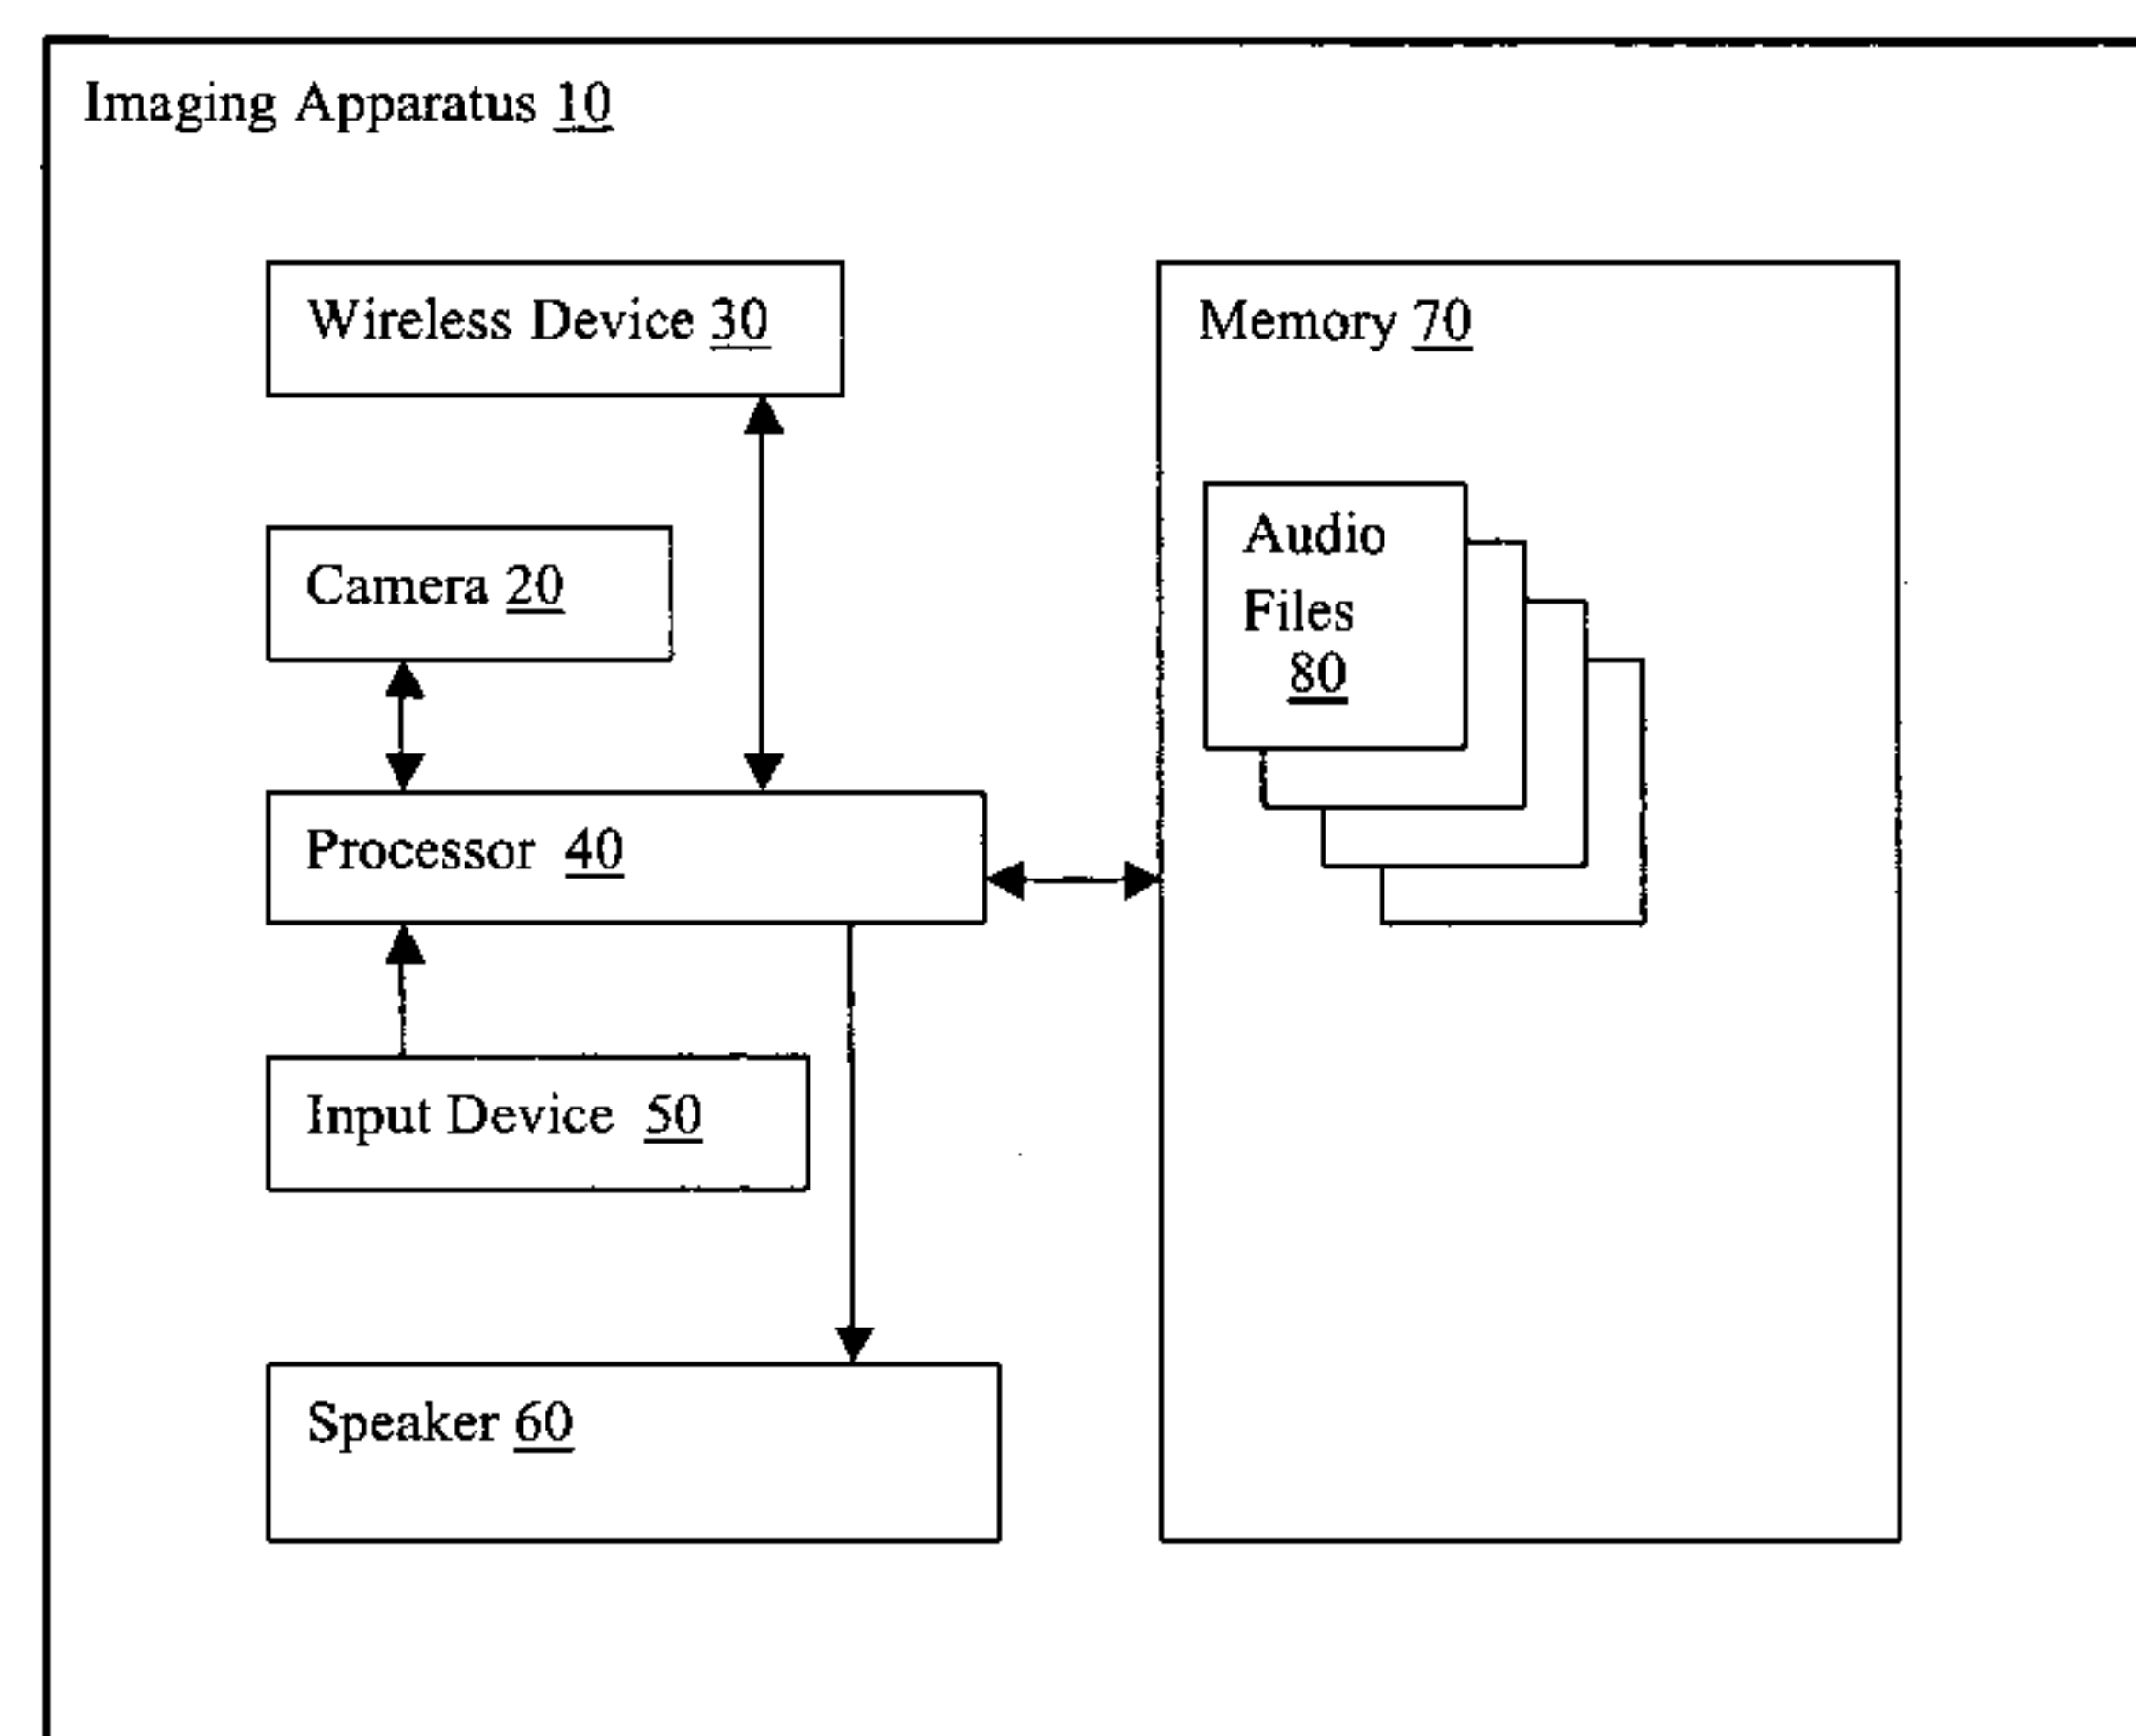 Imaging Apparatus 10
Wireless Device 30
Camera 20
Processor 40
Input Device 50
Speaker 60
Memory 70
Audio
Files
80